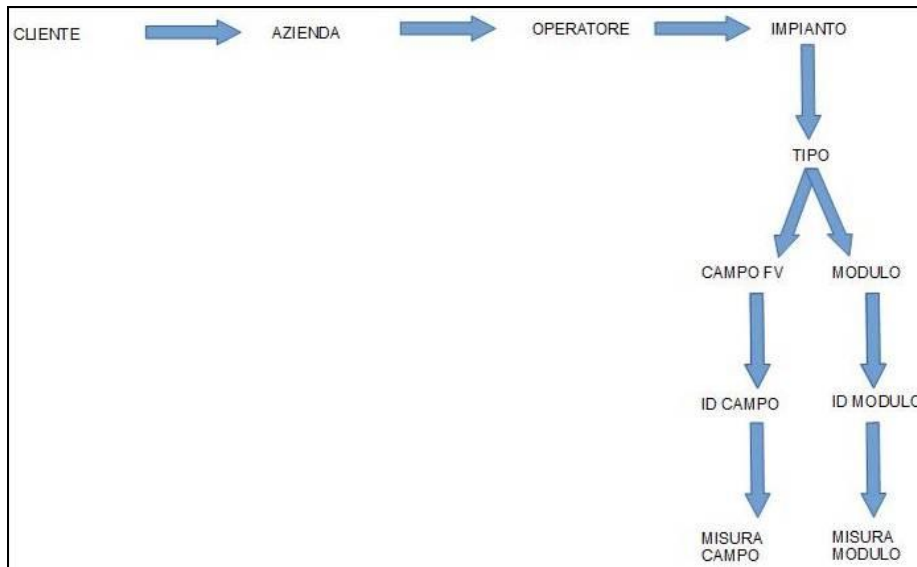 CLIENTE AZIENDA OPERATORE IMPIANTO
TIPO
CAMPO FV MODULO
ID CAMPO ID MODULO
MISURA MISURA
CAMPO MODULO